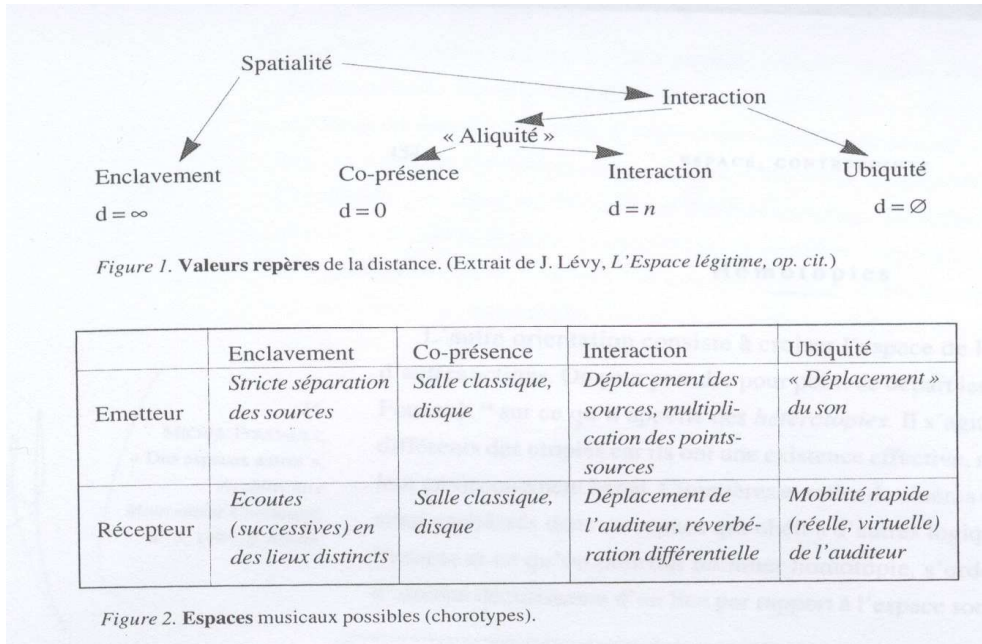 Spatialité
Interaction
« Aliquité »
Enclavement Co-présence Interaction Ubiquité
d = ∞ d = 0 d = n d = Ø
Figure 1. Valeurs repères de la distance. (Extrait de J. Lévy, L'Espace légitime, op. cit.)
Enclavement Co-présence Interaction Ubiquité
Emetteur
Stricte séparation
des sources
Salle classique,
disque
Déplacement des
sources, multipli-
cation des points-
sources
« Déplacement »
du son
Récepteur
Ecoutes
(successives) en
des lieux distincts
Salle classique,
disque
Déplacement de
l'auditeur, réverbé-
ration différentielle
Mobilité rapide
(réelle, virtuelle)
de l'auditeur
Figure 2. Espaces musicaux possibles (chorotypes).